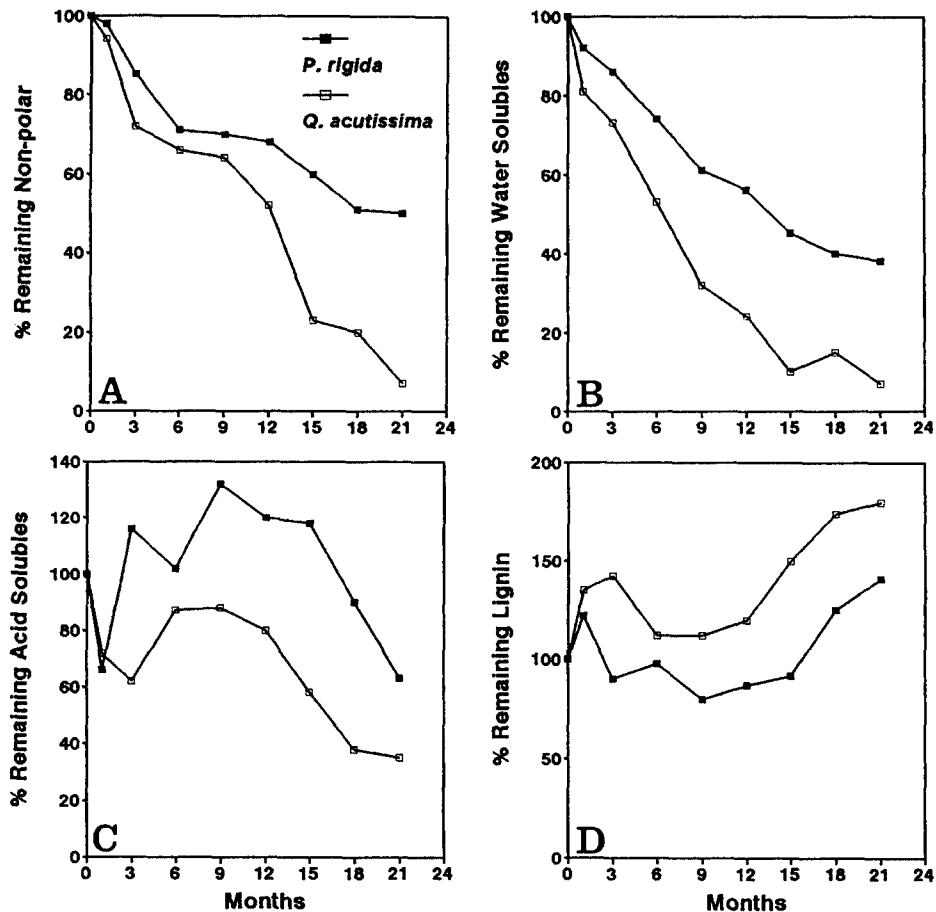 % Remaining Non-polar
100
80
60
40
20
0
P. rigida
Q. acutissima
A
0 3 6 9 12 15 18 21 24
% Remaining Water Solubles
100
80
60
40
20
0
B
0 3 6 9 12 15 18 21 24
% Remaining Acid Solubles
140
120
100
80
60
40
20
0
C
0 3 6 9 12 15 18 21 24
Months
% Remaining Lignin
200
150
100
50
0
D
0 3 6 9 12 15 18 21 24
Months